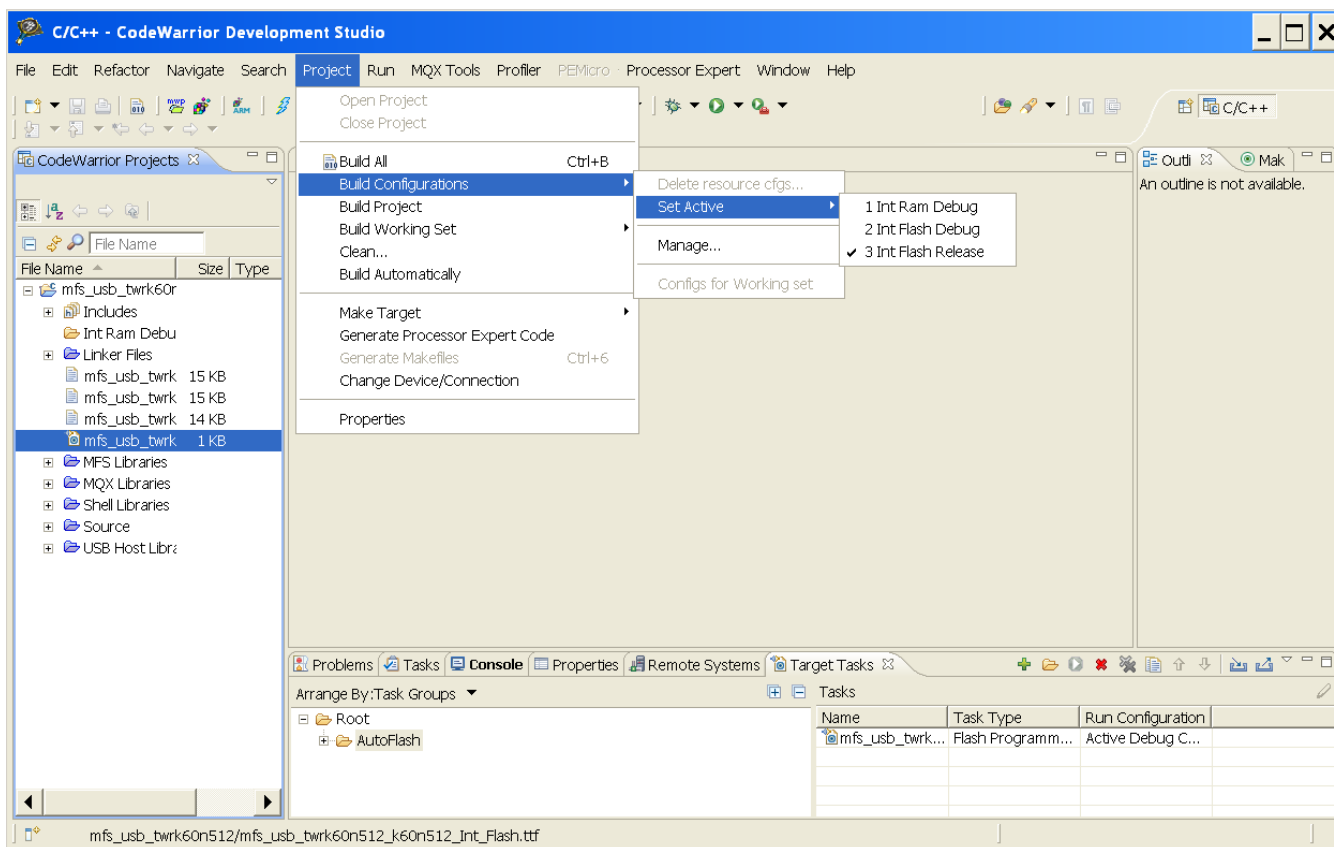 C/C++ - CodeWarrior Development Studio
File Edit Refactor Navigate Search Project Run MQX Tools Profiler PEMicro Processor Expert Window Help
C/C++
Open Project
Close Project
Build All Ctrl+B
Build Configurations
Build Project
Build Working Set
Clean...
Build Automatically
Make Target
Generate Processor Expert Code
Generate Makefiles Ctrl+6
Change Device/Connection
Properties
Delete resource cfgs...
Set Active
Manage...
Configs for Working set
1 Int Ram Debug
2 Int Flash Debug
3 Int Flash Release
CodeWarrior Projects
File Name
File Name Size Type
mfs_usb_twrk60r
Includes
Int Ram Debu
Linker Files
mfs_usb_twrk 15 KB
mfs_usb_twrk 15 KB
mfs_usb_twrk 14 KB
mfs_usb_twrk 1 KB
MFS Libraries
MQX Libraries
Shell Libraries
Source
USB Host Libra
Outli Mak
An outline is not available.
Problems Tasks Console Properties Remote Systems Target Tasks
Arrange By:Task Groups
Root
AutoFlash
Tasks
Name Task Type Run Configuration
mfs_usb_twrk... Flash Programm... Active Debug C...
mfs_usb_twrk60n512/mfs_usb_twrk60n512_k60n512_Int_Flash.ttf